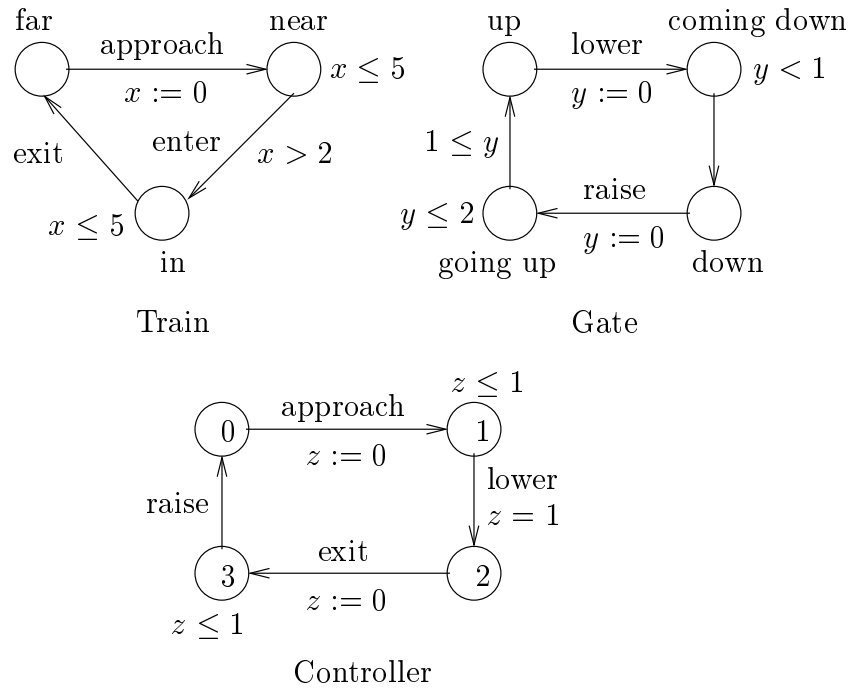 far
near
approach
x := 0
x ≤ 5
enter
x > 2
exit
x ≤ 5
in
Train
up
coming down
lower
y := 0
y < 1
1 ≤ y
raise
y := 0
y ≤ 2
going up
down
Gate
z ≤ 1
approach
0
1
z := 0
lower
z = 1
raise
exit
3
2
z := 0
z ≤ 1
Controller